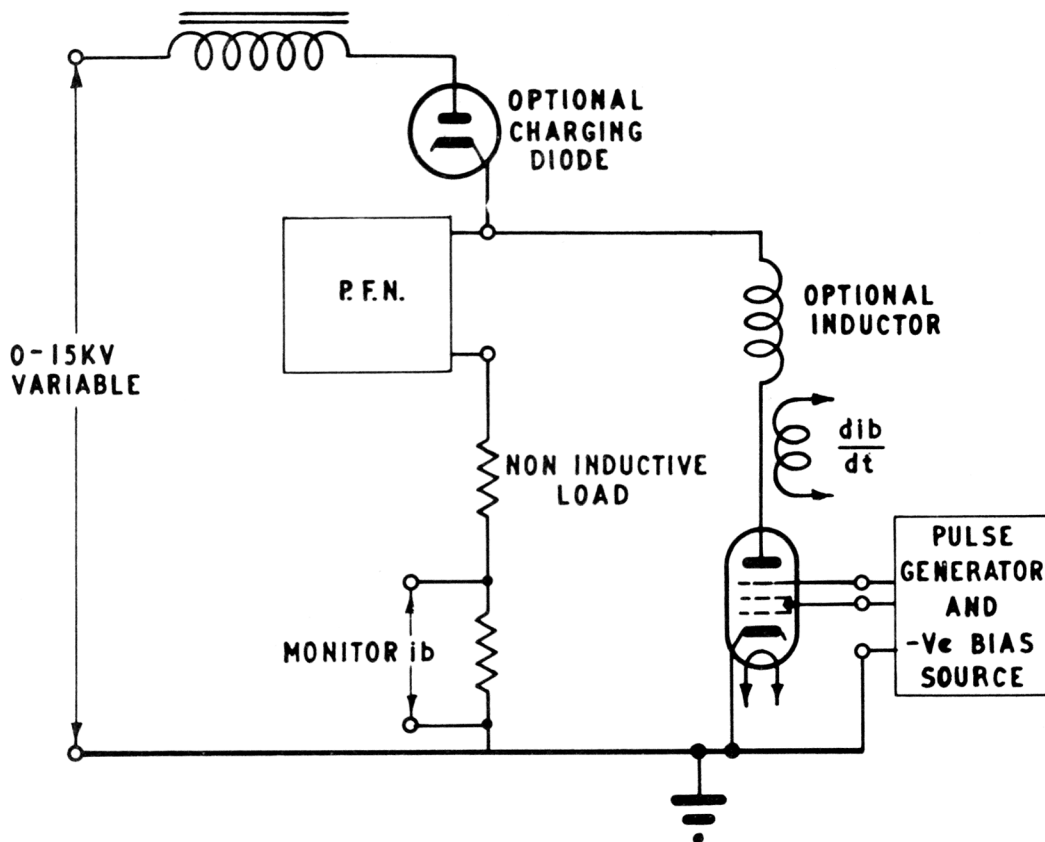 OPTIONAL
CHARGING
DIODE
P.F.N.
OPTIONAL
INDUCTOR
0-15KV
VARIABLE
dib
dt
NON INDUCTIVE
LOAD
PULSE
GENERATOR
AND
-Ve BIAS
SOURCE
MONITOR ib